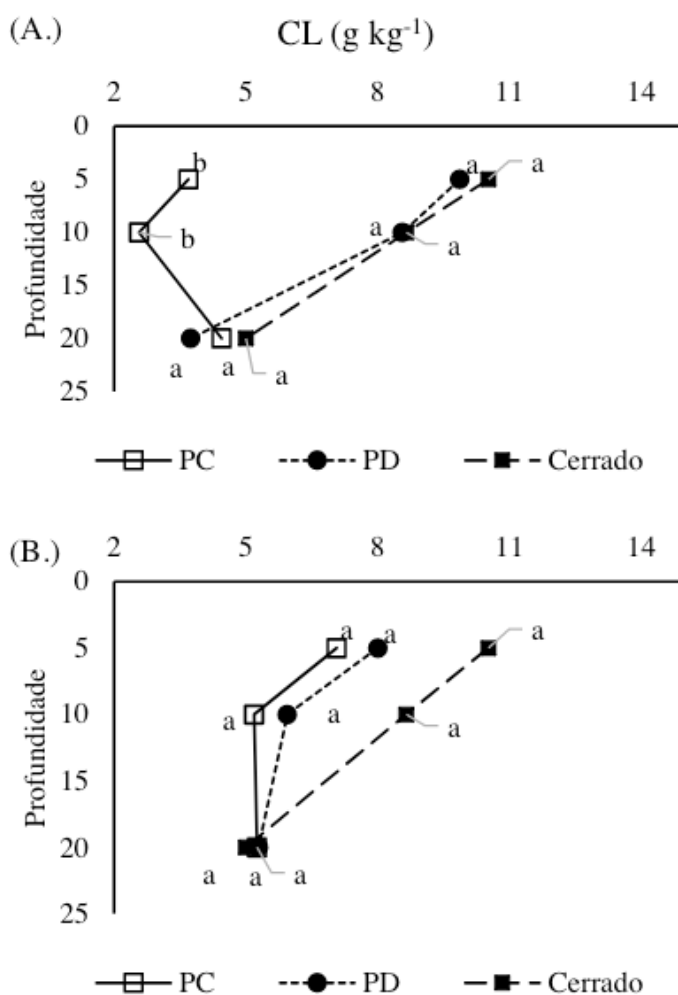 (A.) CL (g kg⁻¹)
2 5 8 11 14
0
b a a
5
a
10
b a
15
Profundidade
20
a a a
25
PC PD Cerrado
(B.) 2 5 8 11 14
0
a a a
5
10
a a a
15
Profundidade
20
a a a
25
PC PD Cerrado